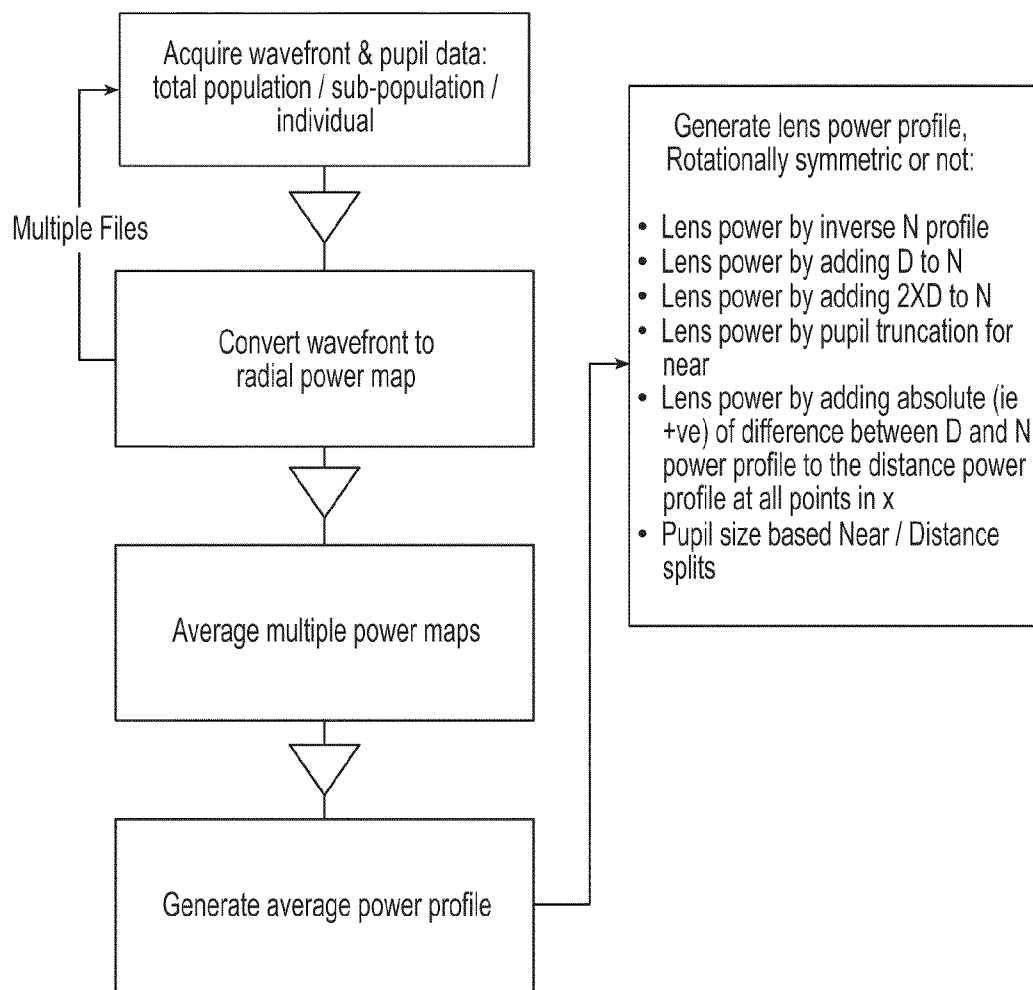 Acquire wavefront & pupil data:
total population / sub-population /
individual
Multiple Files
Convert wavefront to
radial power map
Average multiple power maps
Generate average power profile
Generate lens power profile,
Rotationally symmetric or not:
• Lens power by inverse N profile
• Lens power by adding D to N
• Lens power by adding 2XD to N
• Lens power by pupil truncation for
near
• Lens power by adding absolute (ie
+ve) of difference between D and N
power profile to the distance power
profile at all points in x
• Pupil size based Near / Distance
splits